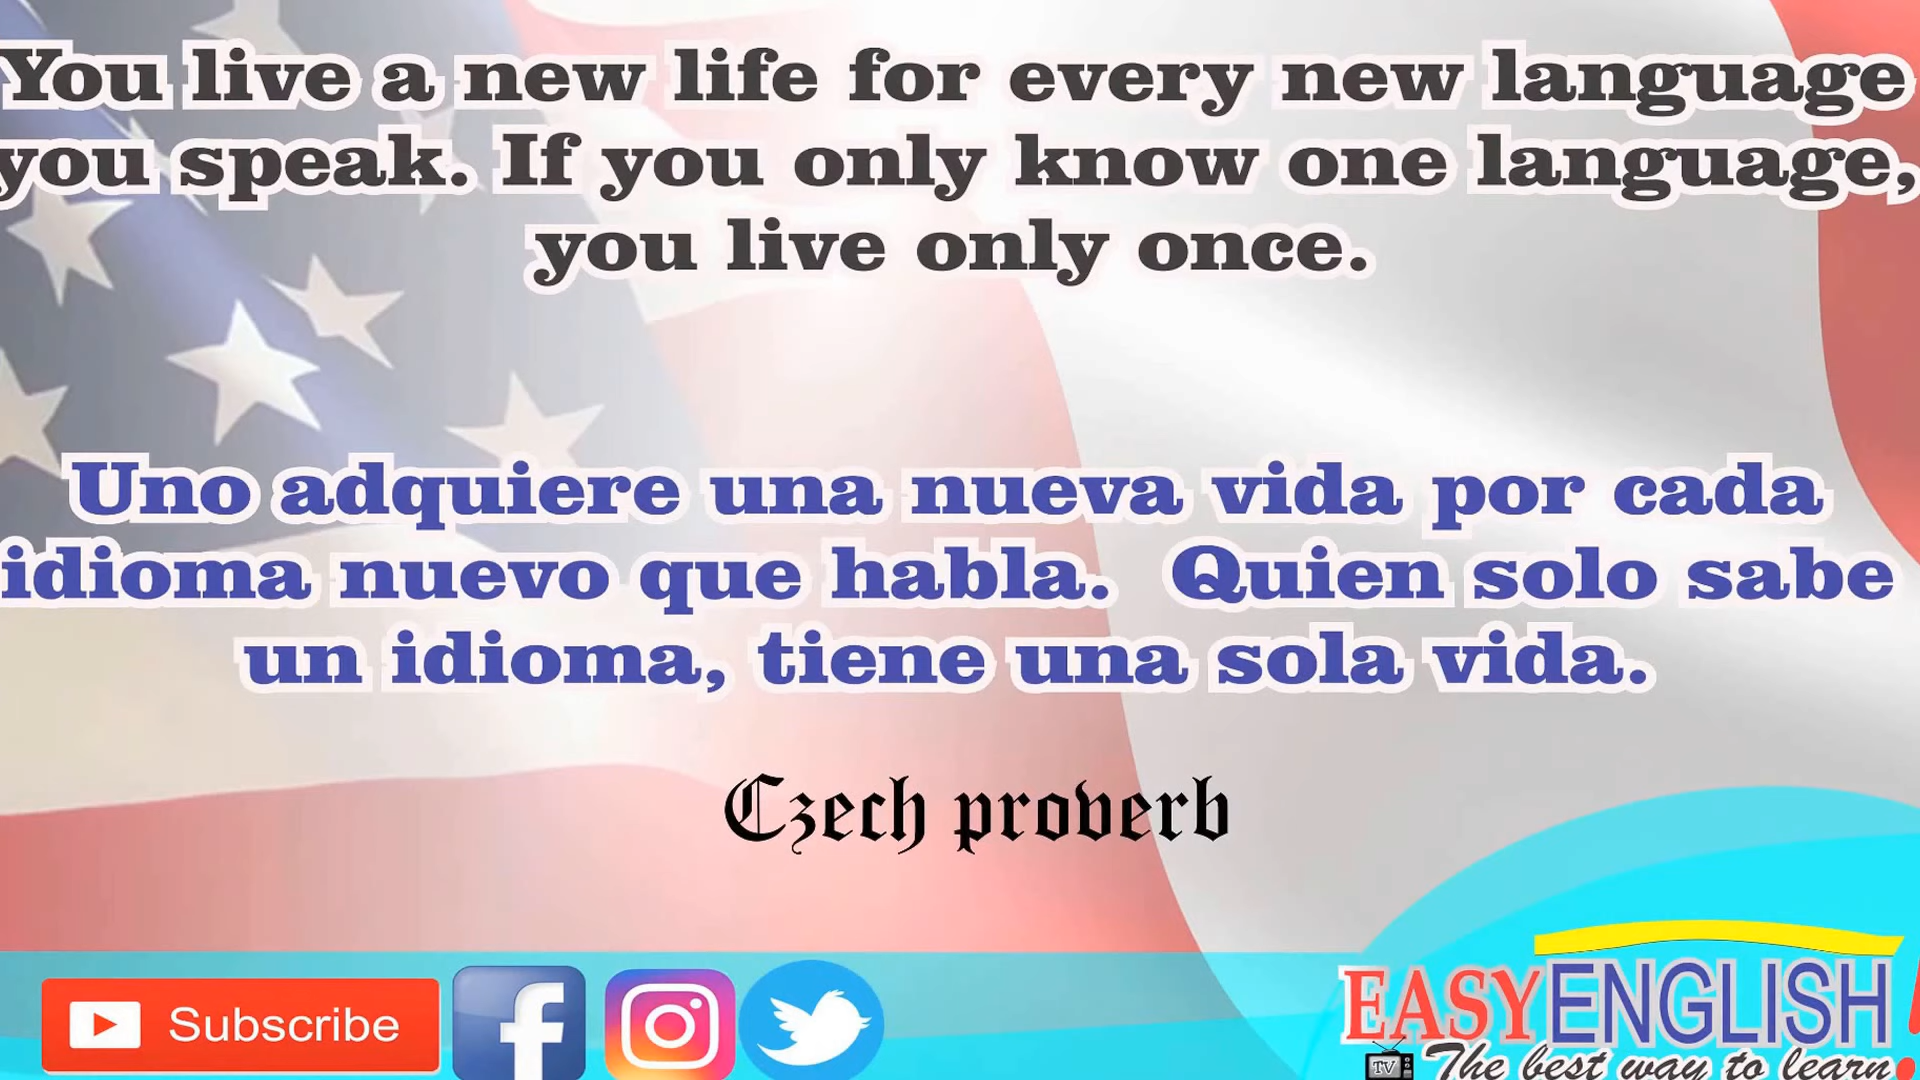 You live a new life for every new language
you speak. If you only know one language,
you live only once.
Uno adquiere una nueva vida por cada
idioma nuevo que habla. Quien solo sabe
un idioma, tiene una sola vida.
Czech proverb
Subscribe
EASYENGLISH!
TV The best way to learn